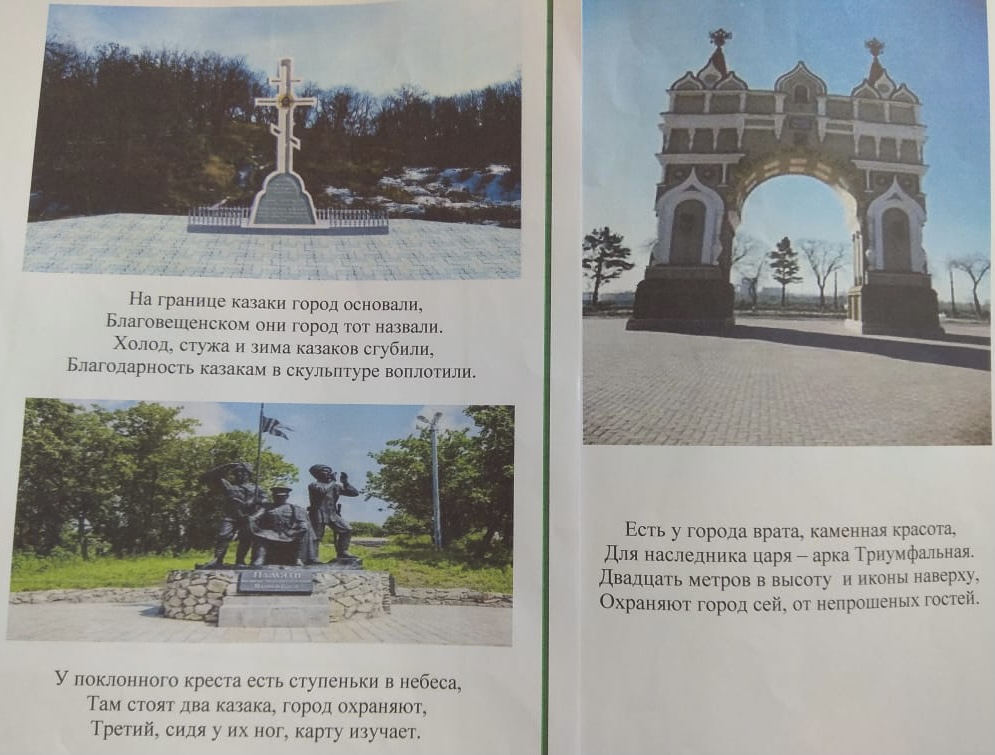 На границе казаки город основали,
Благовещенском они город тот назвали.
Холод, стужа и зима казаков сгубили,
Благодарность казакам в скульптуре воплотили.
ПАМЯТИ
У поклонного креста есть ступеньки в небеса,
Там стоят два казака, город охраняют,
Третий, сидя у их ног, карту изучает.
Есть у города врата, каменная красота,
Для наследника царя – арка Триумфальная.
Двадцать метров в высоту и иконы наверху,
Охраняют город сей, от непрошеных гостей.